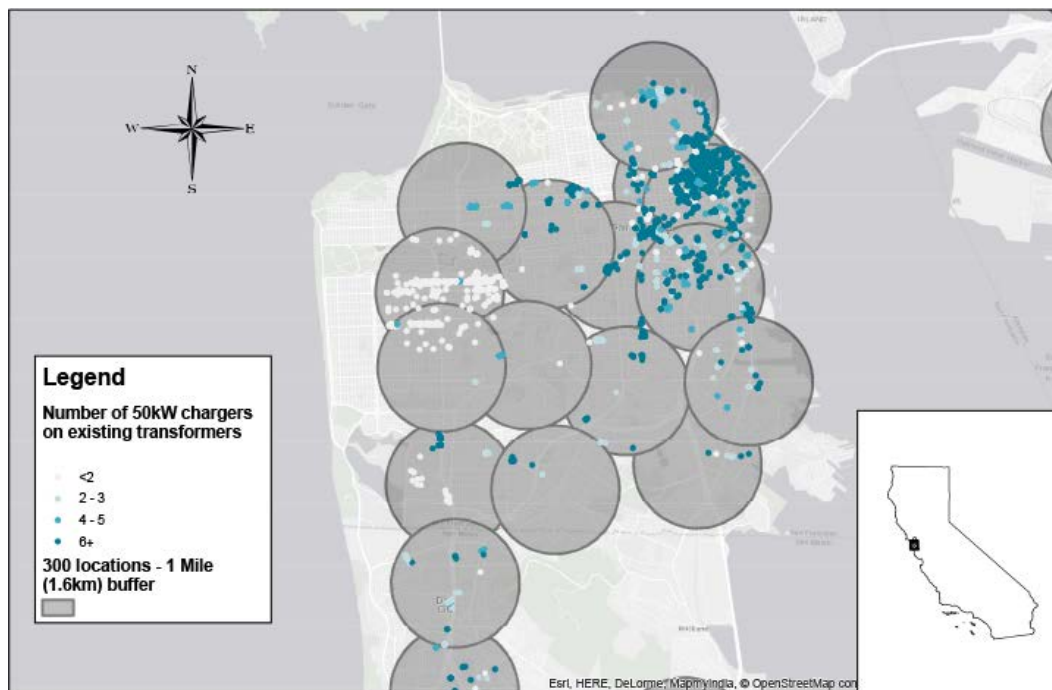 N
W
E
S
Legend
Number of 50kW chargers
on existing transformers
<2
2 - 3
4 - 5
6+
300 locations - 1 Mile
(1.6km) buffer
Esri, HERE, DeLorme, MapmyIndia, © OpenStreetMap con